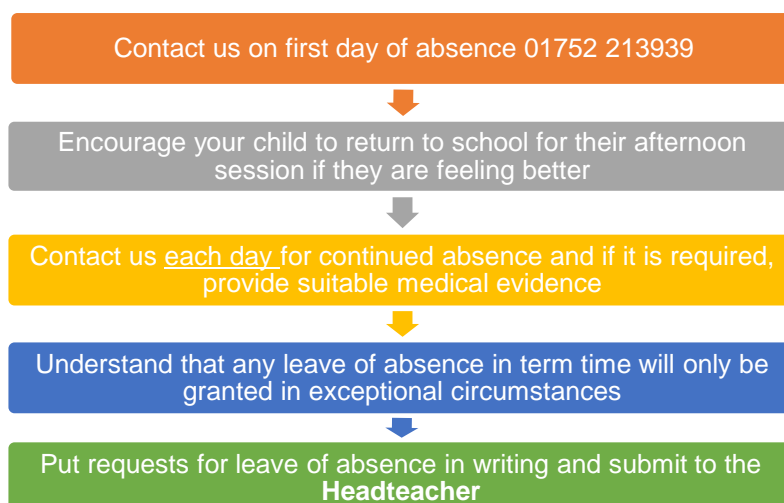 Contact us on first day of absence 01752 213939
Encourage your child to return to school for their afternoon
session if they are feeling better
Contact us each day for continued absence and if it is required,
provide suitable medical evidence
Understand that any leave of absence in term time will only be
granted in exceptional circumstances
Put requests for leave of absence in writing and submit to the
Headteacher